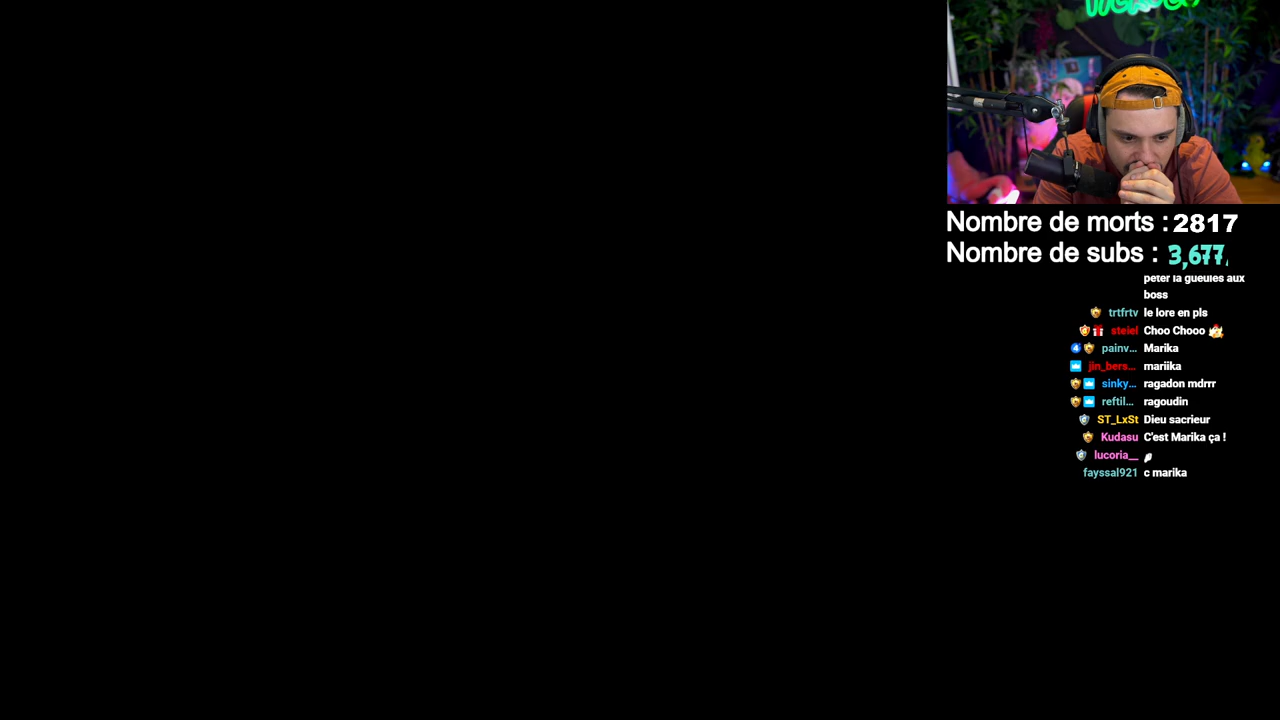 Nombre de morts : 2817
Nombre de subs : 3,677
péter la gueules aux
boss
trtfrtv le lore en pls
steiel Choo Chooo
painv... Marika
jin_bers... mariika
sinky... ragadon mdrrr
reftil... ragoudin
ST_LxSt Dieu sacrieur
Kudasu C'est Marika ça !
lucoria__
fayssal921 c marika